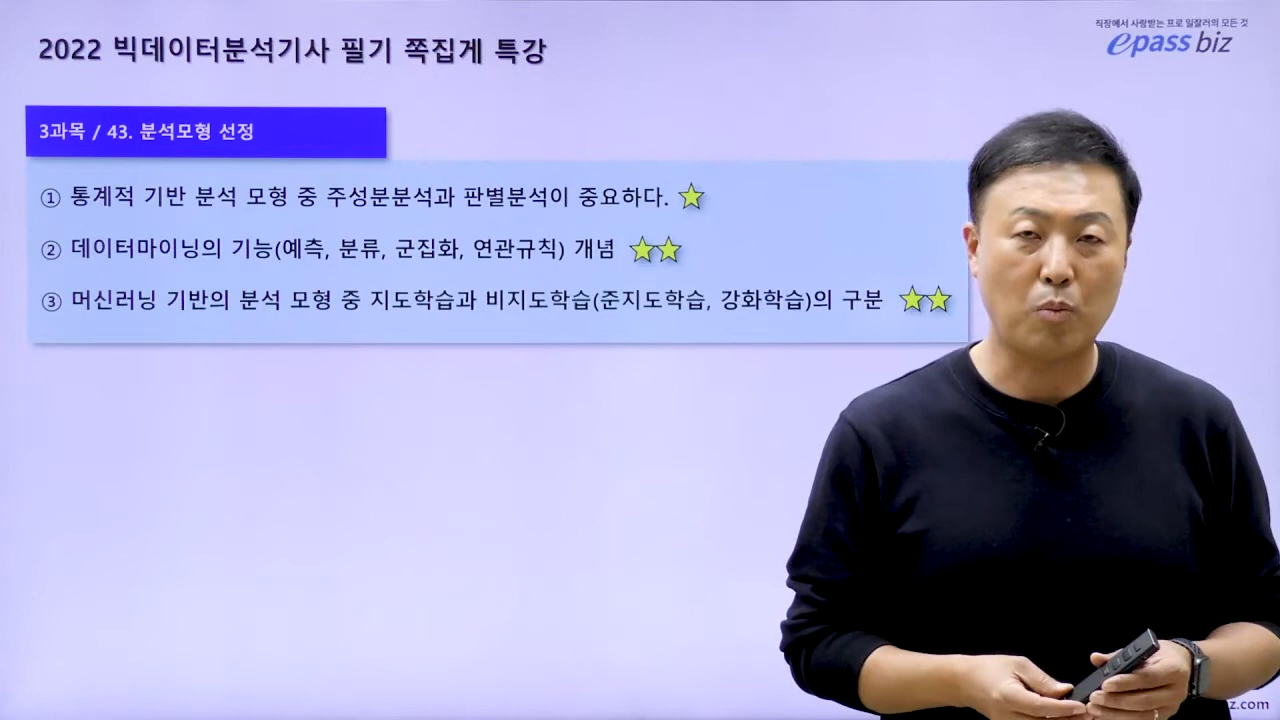 2022 빅데이터분석기사 필기 쪽집게 특강
직장에서 사랑받는 프로 일잘러의 모든 것
epass biz
3과목 / 43. 분석모형 선정
① 통계적 기반 분석 모형 중 주성분분석과 판별분석이 중요하다.
② 데이터마이닝의 기능(예측, 분류, 군집화, 연관규칙) 개념
③ 머신러닝 기반의 분석 모형 중 지도학습과 비지도학습(준지도학습, 강화학습)의 구분
z.com